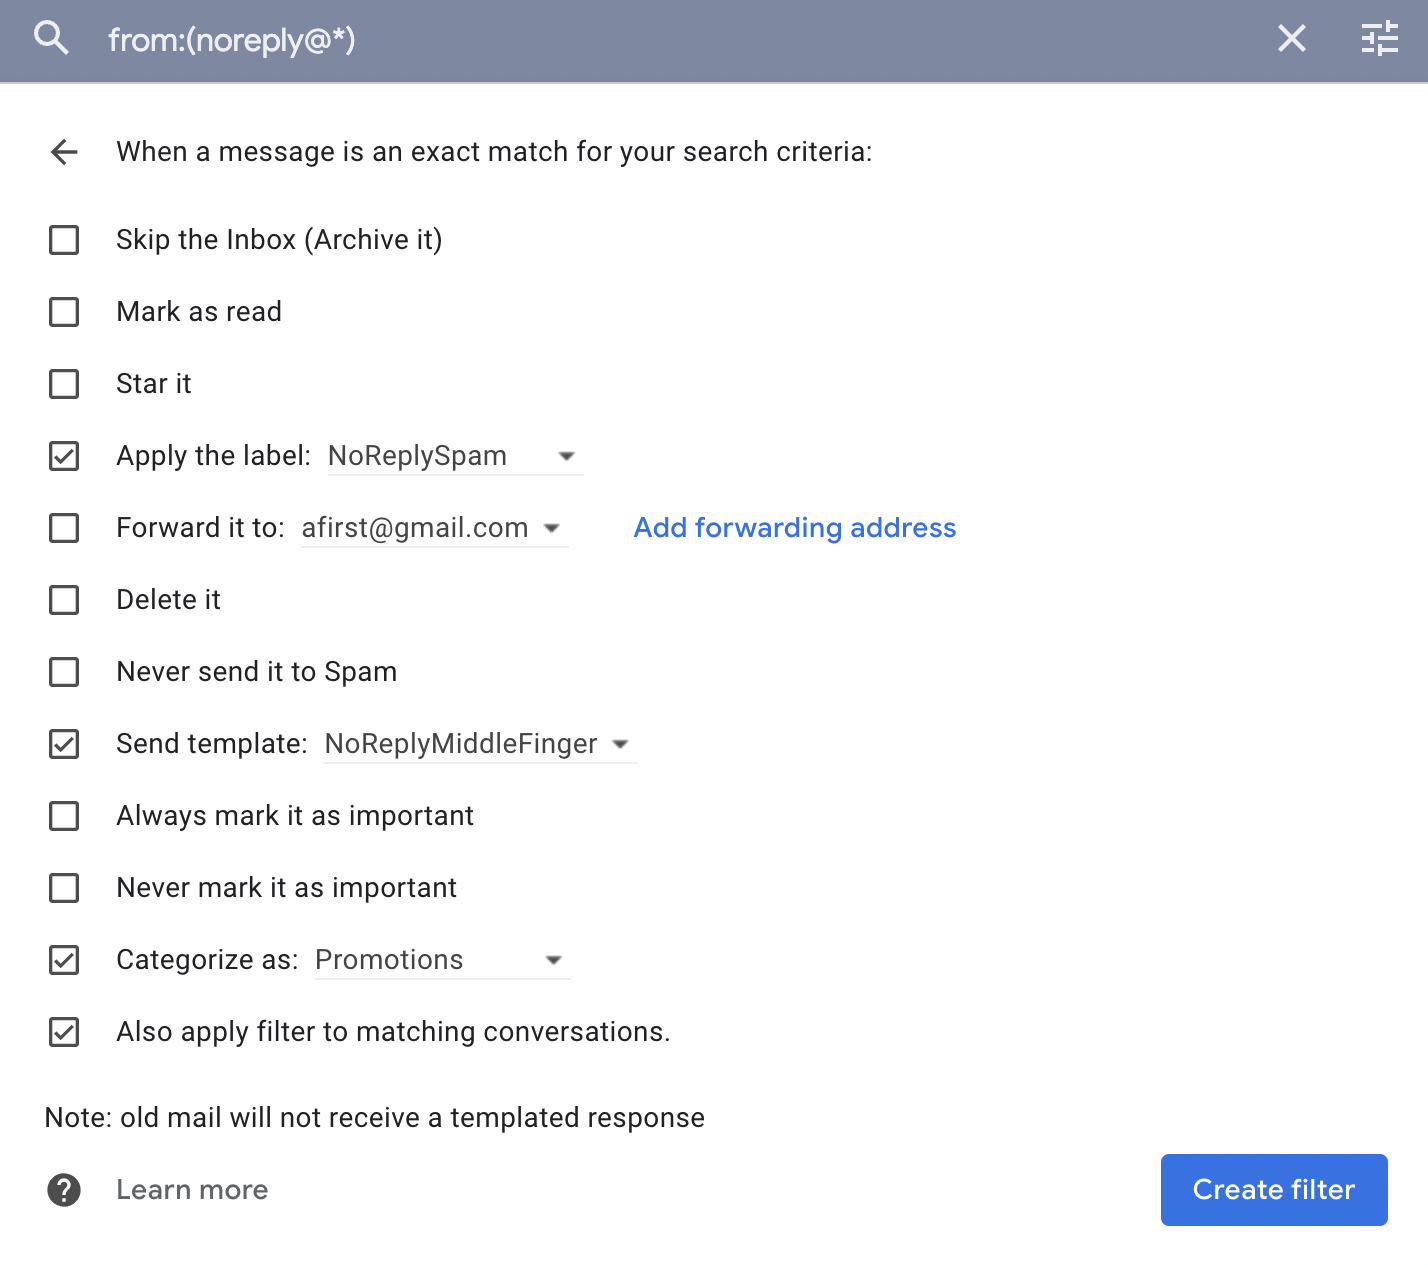 from:(noreply@*)
When a message is an exact match for your search criteria:
Skip the Inbox (Archive it)
Mark as read
Star it
Apply the label: NoReplySpam
Forward it to: afirst@gmail.com Add forwarding address
Delete it
Never send it to Spam
Send template: NoReplyMiddleFinger
Always mark it as important
Never mark it as important
Categorize as: Promotions
Also apply filter to matching conversations.
Note: old mail will not receive a templated response
? Learn more Create filter